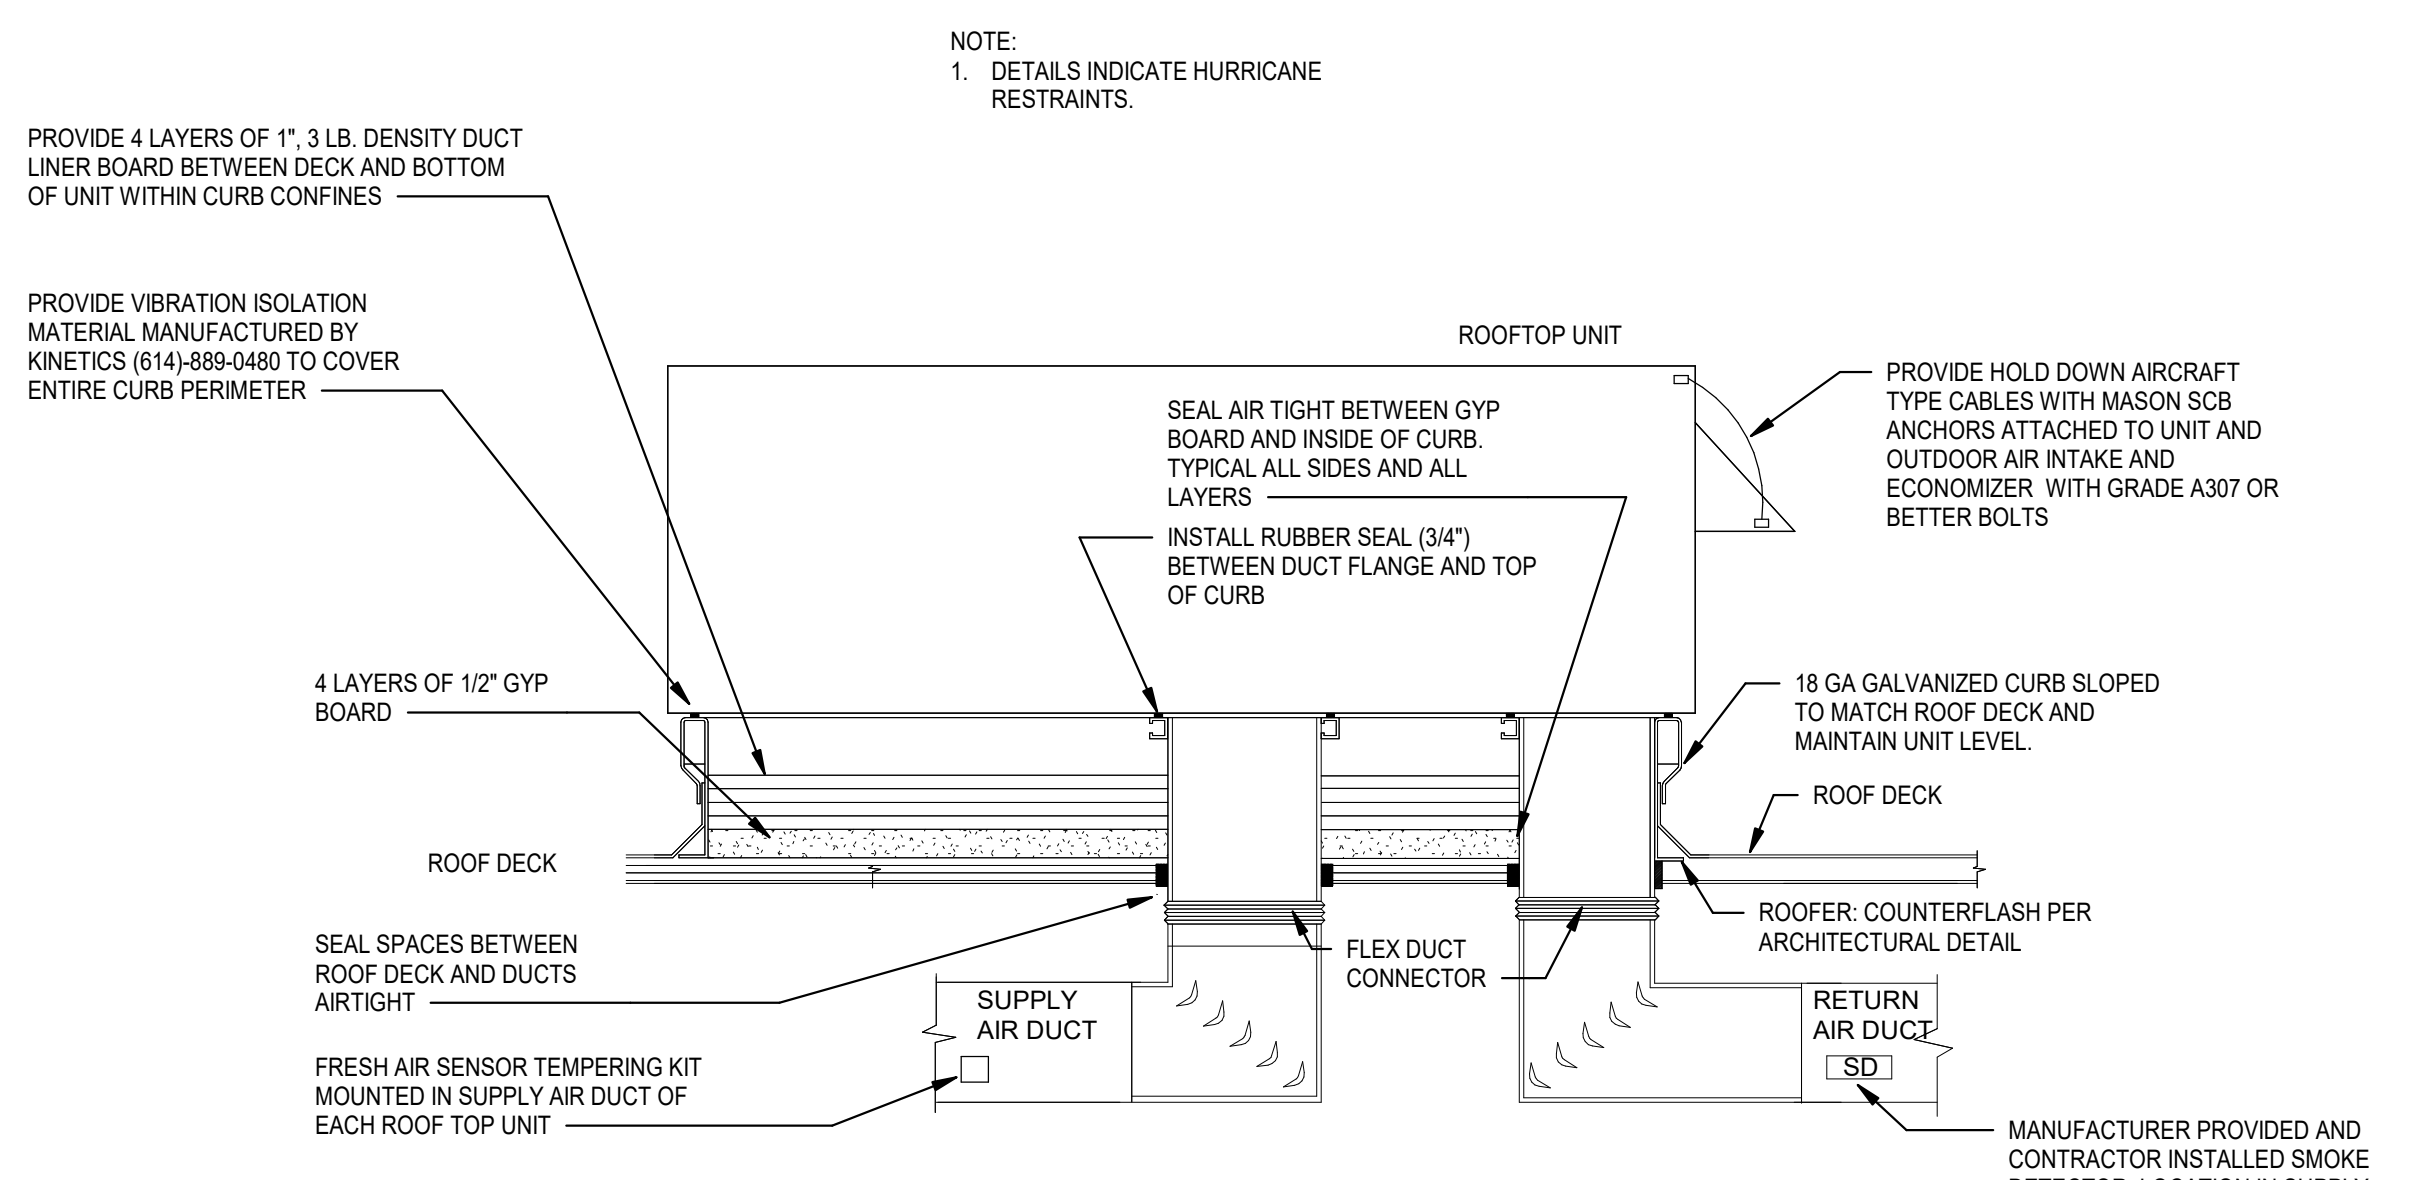 NOTE:
1. DETAILS INDICATE HURRICANE
RESTRAINTS.
PROVIDE 4 LAYERS OF 1", 3 LB. DENSITY DUCT
LINER BOARD BETWEEN DECK AND BOTTOM
OF UNIT WITHIN CURB CONFINES
PROVIDE VIBRATION ISOLATION
MATERIAL MANUFACTURED BY
KINETICS (614)-889-0480 TO COVER
ENTIRE CURB PERIMETER
ROOFTOP UNIT
SEAL AIR TIGHT BETWEEN GYP
BOARD AND INSIDE OF CURB.
TYPICAL ALL SIDES AND ALL
LAYERS
INSTALL RUBBER SEAL (3/4")
BETWEEN DUCT FLANGE AND TOP
OF CURB
PROVIDE HOLD DOWN AIRCRAFT
TYPE CABLES WITH MASON SCB
ANCHORS ATTACHED TO UNIT AND
OUTDOOR AIR INTAKE AND
ECONOMIZER WITH GRADE A307 OR
BETTER BOLTS
4 LAYERS OF 1/2" GYP
BOARD
18 GA GALVANIZED CURB SLOPED
TO MATCH ROOF DECK AND
MAINTAIN UNIT LEVEL.
ROOF DECK
ROOF DECK
ROOFER: COUNTERFLASH PER
ARCHITECTURAL DETAIL
SEAL SPACES BETWEEN
ROOF DECK AND DUCTS
AIRTIGHT
FLEX DUCT
CONNECTOR
SUPPLY
AIR DUCT
RETURN
AIR DUCT
SD
FRESH AIR SENSOR TEMPERING KIT
MOUNTED IN SUPPLY AIR DUCT OF
EACH ROOF TOP UNIT
MANUFACTURER PROVIDED AND
CONTRACTOR INSTALLED SMOKE
DETECTOR LOCATION IN SUPPLY